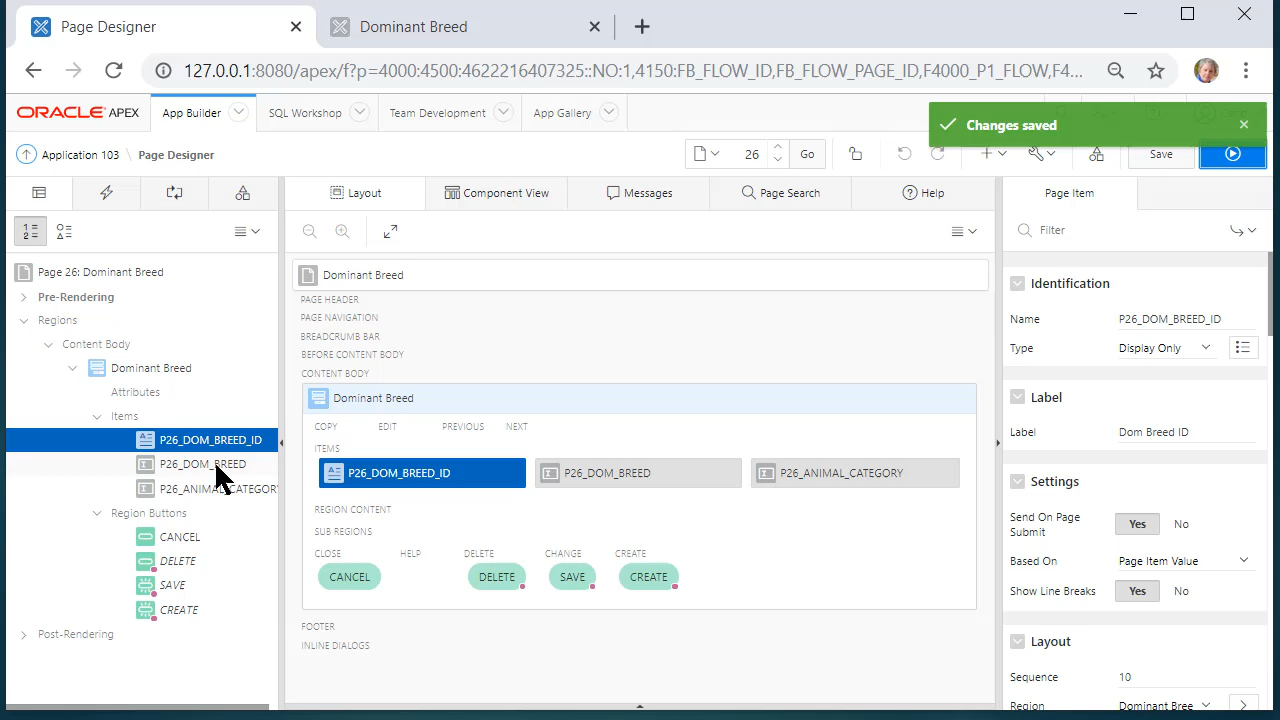 Page Designer
Dominant Breed
127.0.0.1:8080/apex/f?p=4000:4500:4622216407325::NO:1,4150:FB_FLOW_ID,FB_FLOW_PAGE_ID,F4000_P1_FLOW,F4...
ORACLE APEX
App Builder
SQL Workshop
Team Development
App Gallery
Changes saved
Application 103 \ Page Designer
26
Go
Save
Layout
Component View
Messages
Page Search
Help
Page Item
Filter
Page 26: Dominant Breed
Pre-Rendering
Regions
Content Body
Dominant Breed
Attributes
Items
P26_DOM_BREED_ID
P26_DOM_BREED
P26_ANIMAL_CATEGORY
Region Buttons
CANCEL
DELETE
SAVE
CREATE
Post-Rendering
Dominant Breed
PAGE HEADER
PAGE NAVIGATION
BREADCRUMB BAR
BEFORE CONTENT BODY
CONTENT BODY
Dominant Breed
COPY EDIT PREVIOUS NEXT
ITEMS
P26_DOM_BREED_ID P26_DOM_BREED P26_ANIMAL_CATEGORY
REGION CONTENT
SUB REGIONS
CLOSE HELP DELETE CHANGE CREATE
CANCEL DELETE SAVE CREATE
FOOTER
INLINE DIALOGS
Identification
Name P26_DOM_BREED_ID
Type Display Only
Label
Label Dom Breed ID
Settings
Send On Page
Submit
Yes No
Based On Page Item Value
Show Line Breaks Yes No
Layout
Sequence 10
Region Dominant Bree